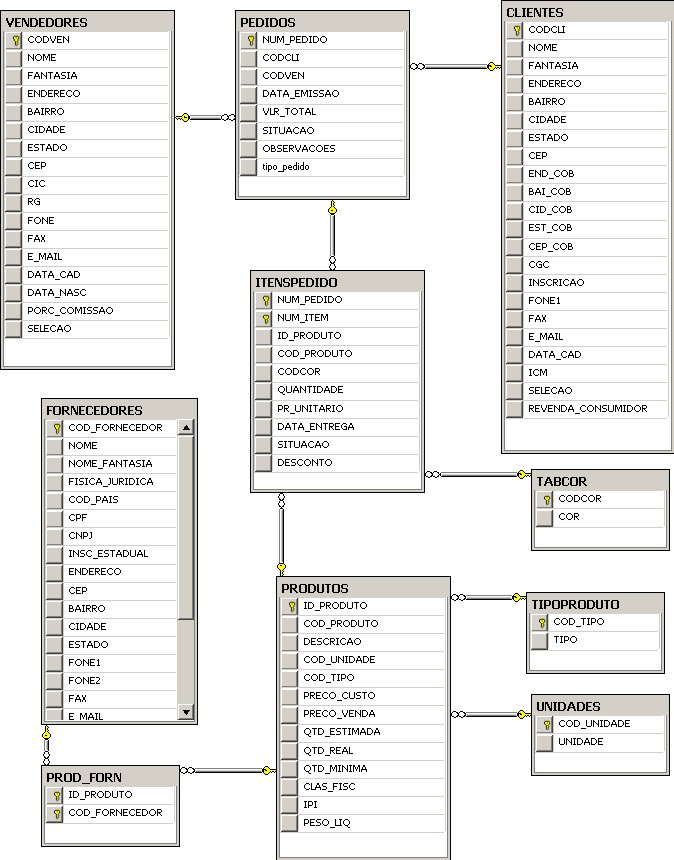 VENDEDORES
CODVEN
NOME
FANTASIA
ENDERECO
BAIRRO
CIDADE
ESTADO
CEP
CIC
RG
FONE
FAX
E_MAIL
DATA_CAD
DATA_NASC
PORC_COMISSAO
SELECAO
PEDIDOS
NUM_PEDIDO
CODCLI
CODVEN
DATA_EMISSAO
VLR_TOTAL
SITUACAO
OBSERVACOES
tipo_pedido
CLIENTES
CODCLI
NOME
FANTASIA
ENDERECO
BAIRRO
CIDADE
ESTADO
CEP
END_COB
BAI_COB
CID_COB
EST_COB
CEP_COB
CGC
INSCRICAO
FONE1
FAX
E_MAIL
DATA_CAD
ICM
SELECAO
REVENDA_CONSUMIDOR
ITENSPEDIDO
NUM_PEDIDO
NUM_ITEM
ID_PRODUTO
COD_PRODUTO
CODCOR
QUANTIDADE
PR_UNITARIO
DATA_ENTREGA
SITUACAO
DESCONTO
FORNECEDORES
COD_FORNECEDOR
NOME
NOME_FANTASIA
FISICA_JURIDICA
COD_PAIS
CPF
CNPJ
INSC_ESTADUAL
ENDERECO
CEP
BAIRRO
CIDADE
ESTADO
FONE1
FONE2
FAX
E_MAIL
TABCOR
CODCOR
COR
PRODUTOS
ID_PRODUTO
COD_PRODUTO
DESCRICAO
COD_UNIDADE
COD_TIPO
PRECO_CUSTO
PRECO_VENDA
QTD_ESTIMADA
QTD_REAL
QTD_MINIMA
CLAS_FISC
IPI
PESO_LIQ
TIPOPRODUTO
COD_TIPO
TIPO
UNIDADES
COD_UNIDADE
UNIDADE
PROD_FORN
ID_PRODUTO
COD_FORNECEDOR